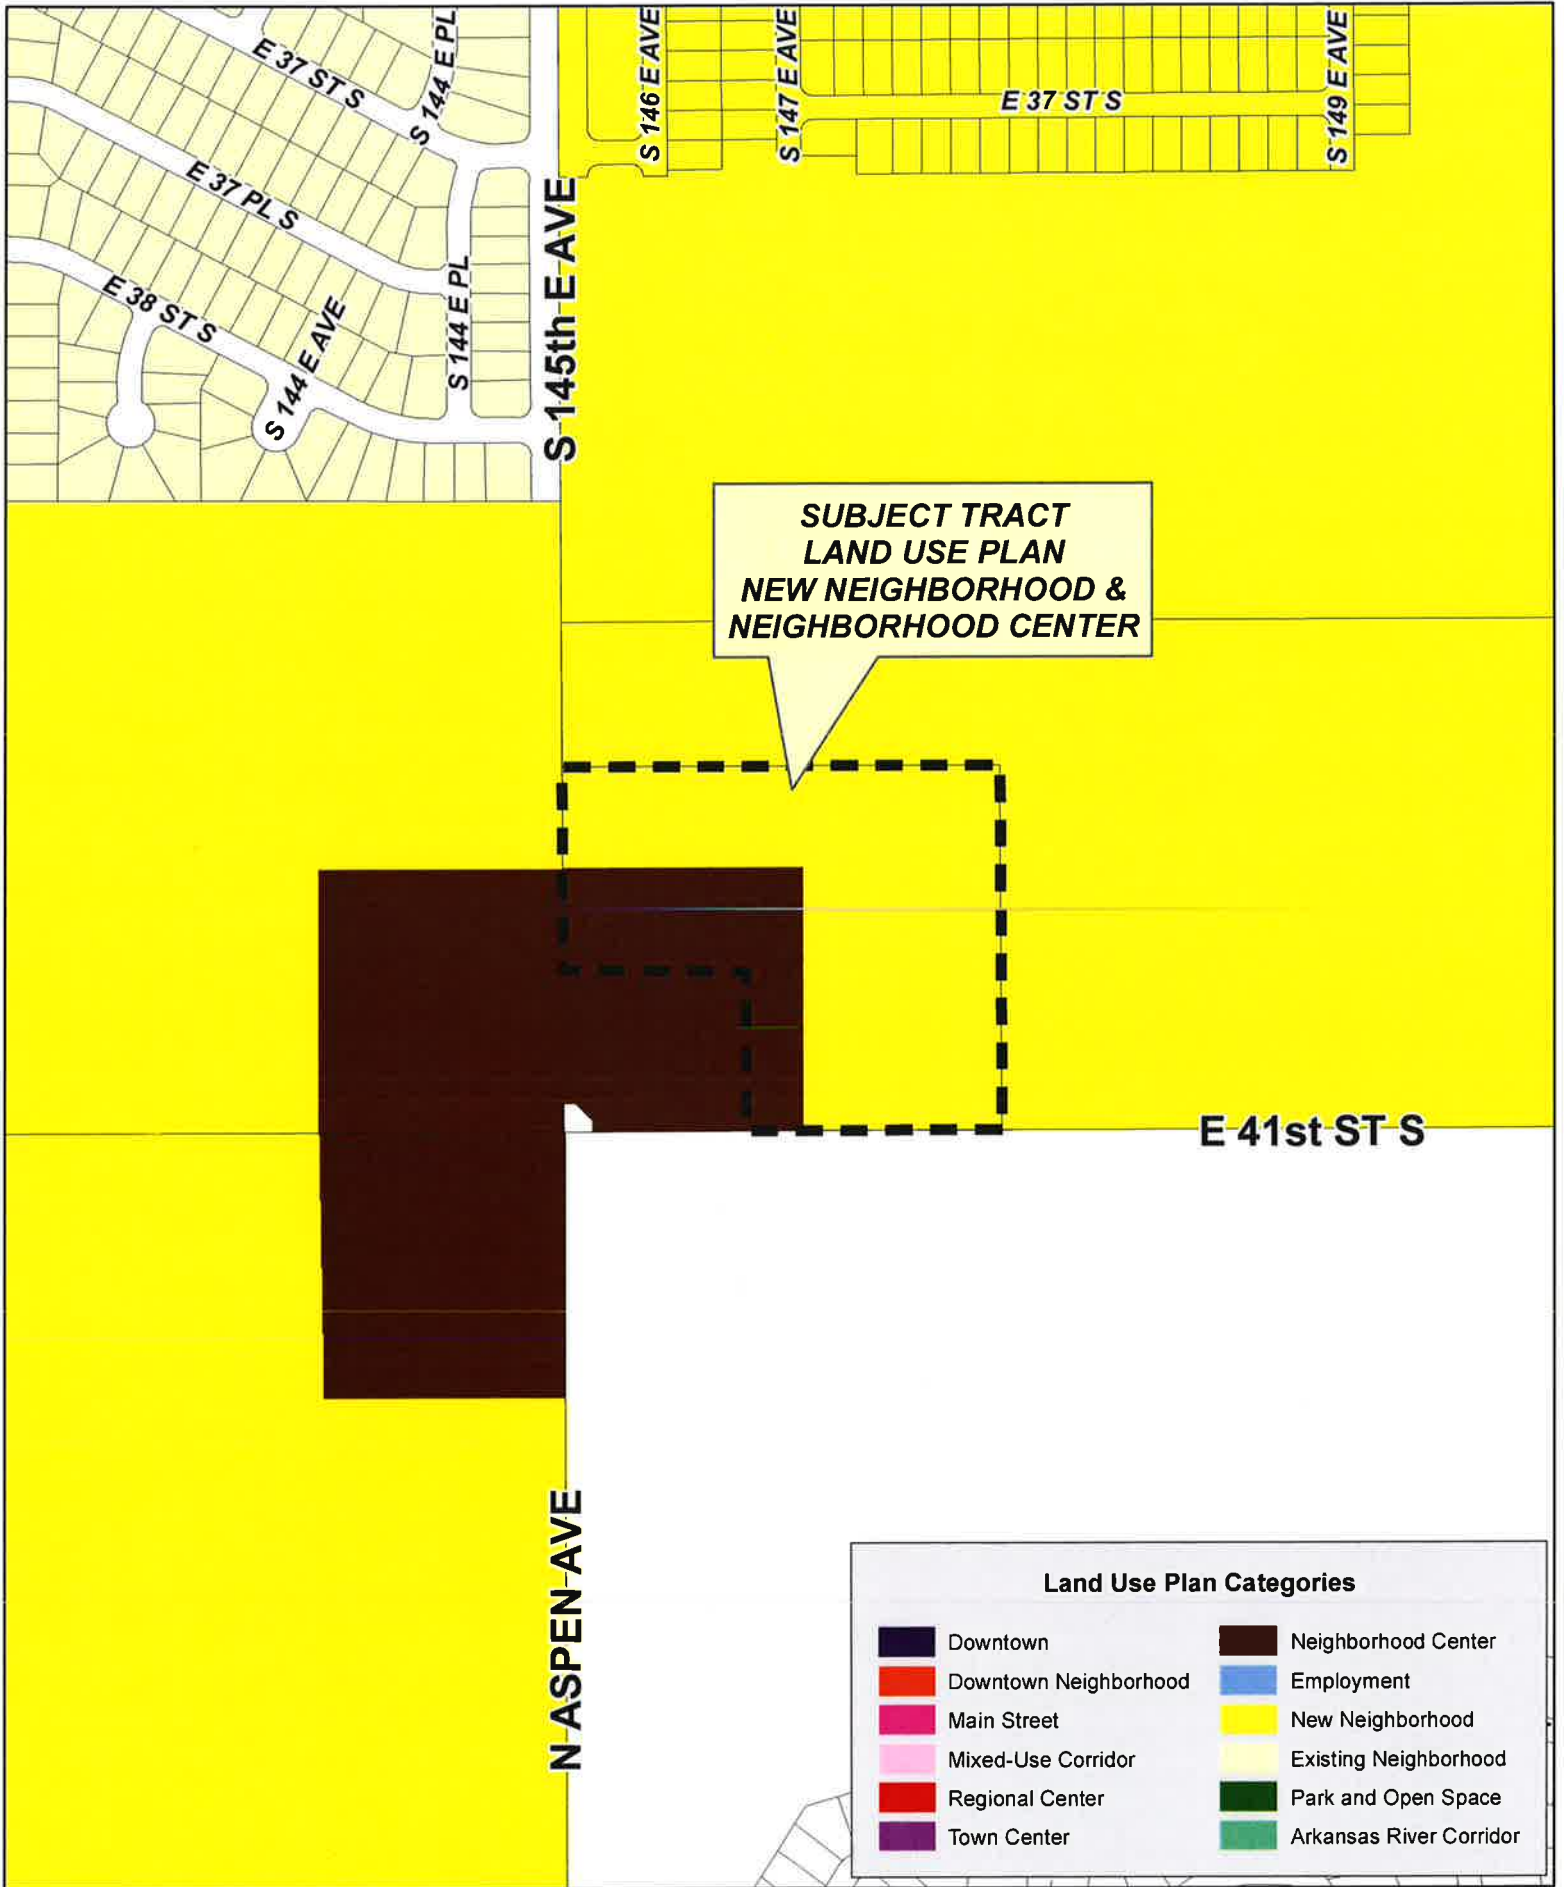 E 37 ST S
S 144 E PL
S 146 E AVE
S 147 E AVE
E 37 ST S
S 149 E AVE
E 37 PL S
S 145th E AVE
E 38 ST S
S 144 E AVE
S 144 E PL
SUBJECT TRACT
LAND USE PLAN
NEW NEIGHBORHOOD &
NEIGHBORHOOD CENTER
E 41st ST S
N ASPEN AVE
Land Use Plan Categories
Downtown
Downtown Neighborhood
Main Street
Mixed-Use Corridor
Regional Center
Town Center
Neighborhood Center
Employment
New Neighborhood
Existing Neighborhood
Park and Open Space
Arkansas River Corridor